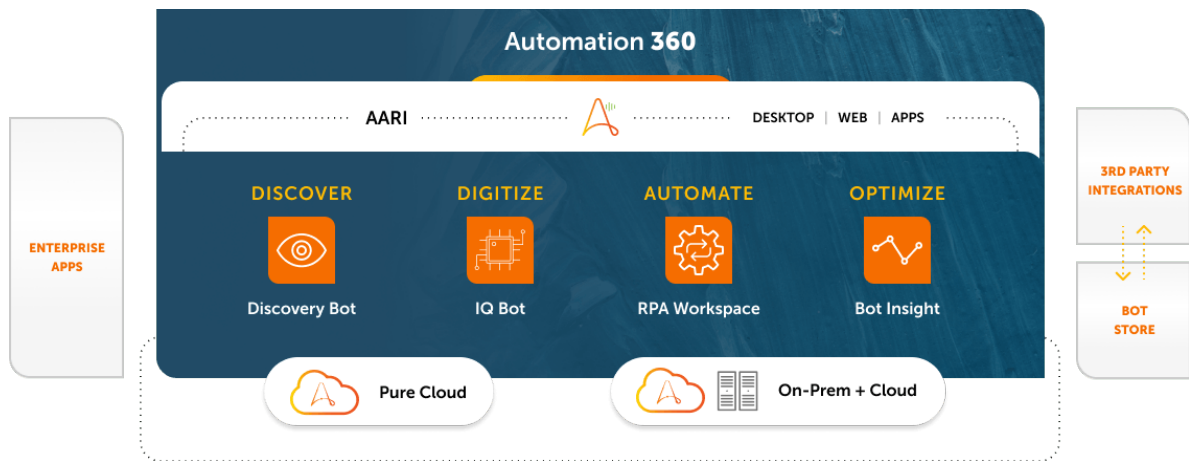 Automation 360
AARI
DESKTOP | WEB | APPS
ENTERPRISE
APPS
DISCOVER
DIGITIZE
AUTOMATE
OPTIMIZE
Discovery Bot
IQ Bot
RPA Workspace
Bot Insight
3RD PARTY
INTEGRATIONS
BOT
STORE
Pure Cloud
On-Prem + Cloud